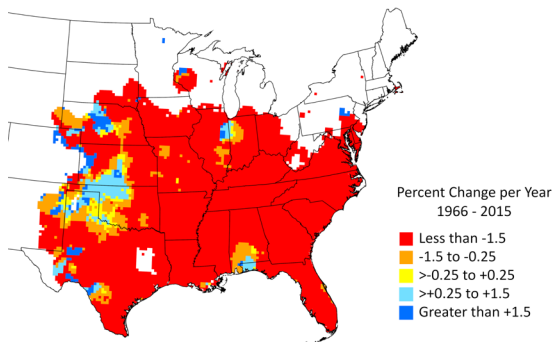 Percent Change per Year
1966 - 2015
Less than -1.5
-1.5 to -0.25
>-0.25 to +0.25
>+0.25 to +1.5
Greater than +1.5